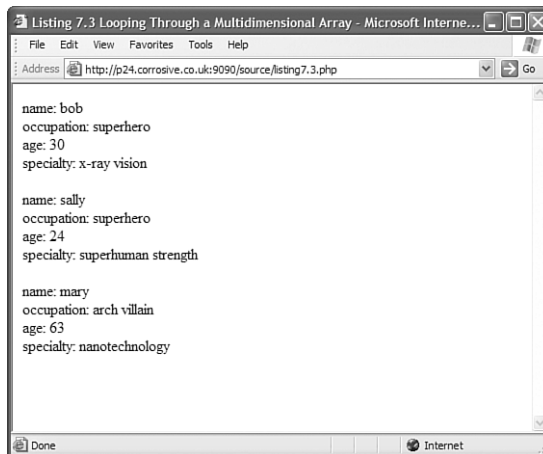 Listing 7.3 Looping Through a Multidimensional Array - Microsoft Interne...
File Edit View Favorites Tools Help
Address http://p24.corrosive.co.uk:9090/source/listing7.3.php Go
name: bob
occupation: superhero
age: 30
specialty: x-ray vision
name: sally
occupation: superhero
age: 24
specialty: superhuman strength
name: mary
occupation: arch villain
age: 63
specialty: nanotechnology
Done Internet